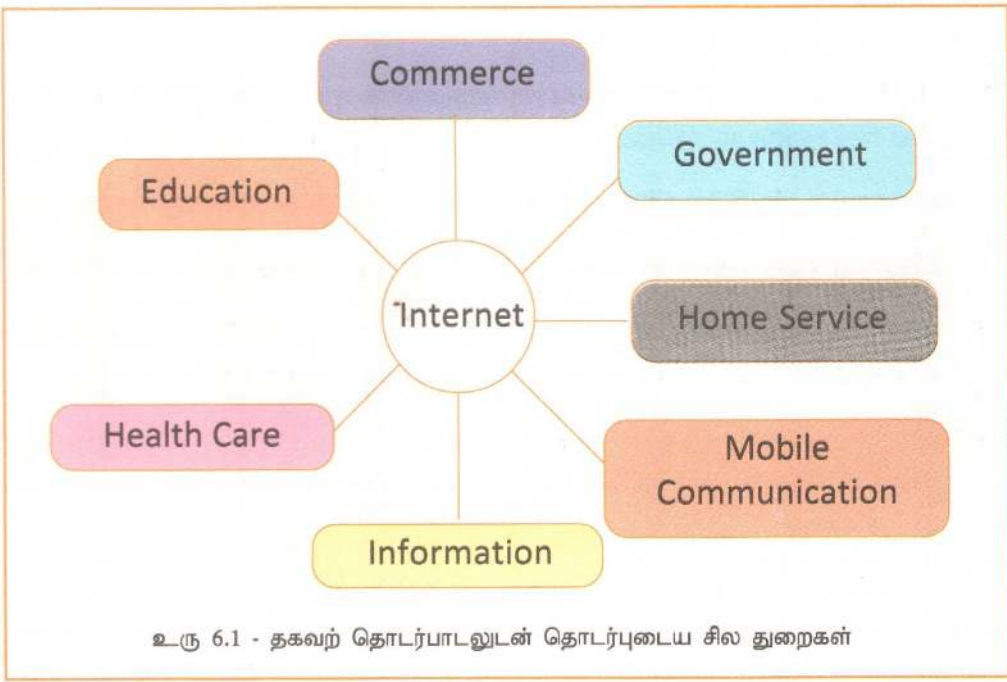 Commerce
Government
Education
Internet
Home Service
Health Care
Mobile
Communication
Information
உரு 6.1 - தகவற் தொடர்பாடலுடன் தொடர்புடைய சில துறைகள்